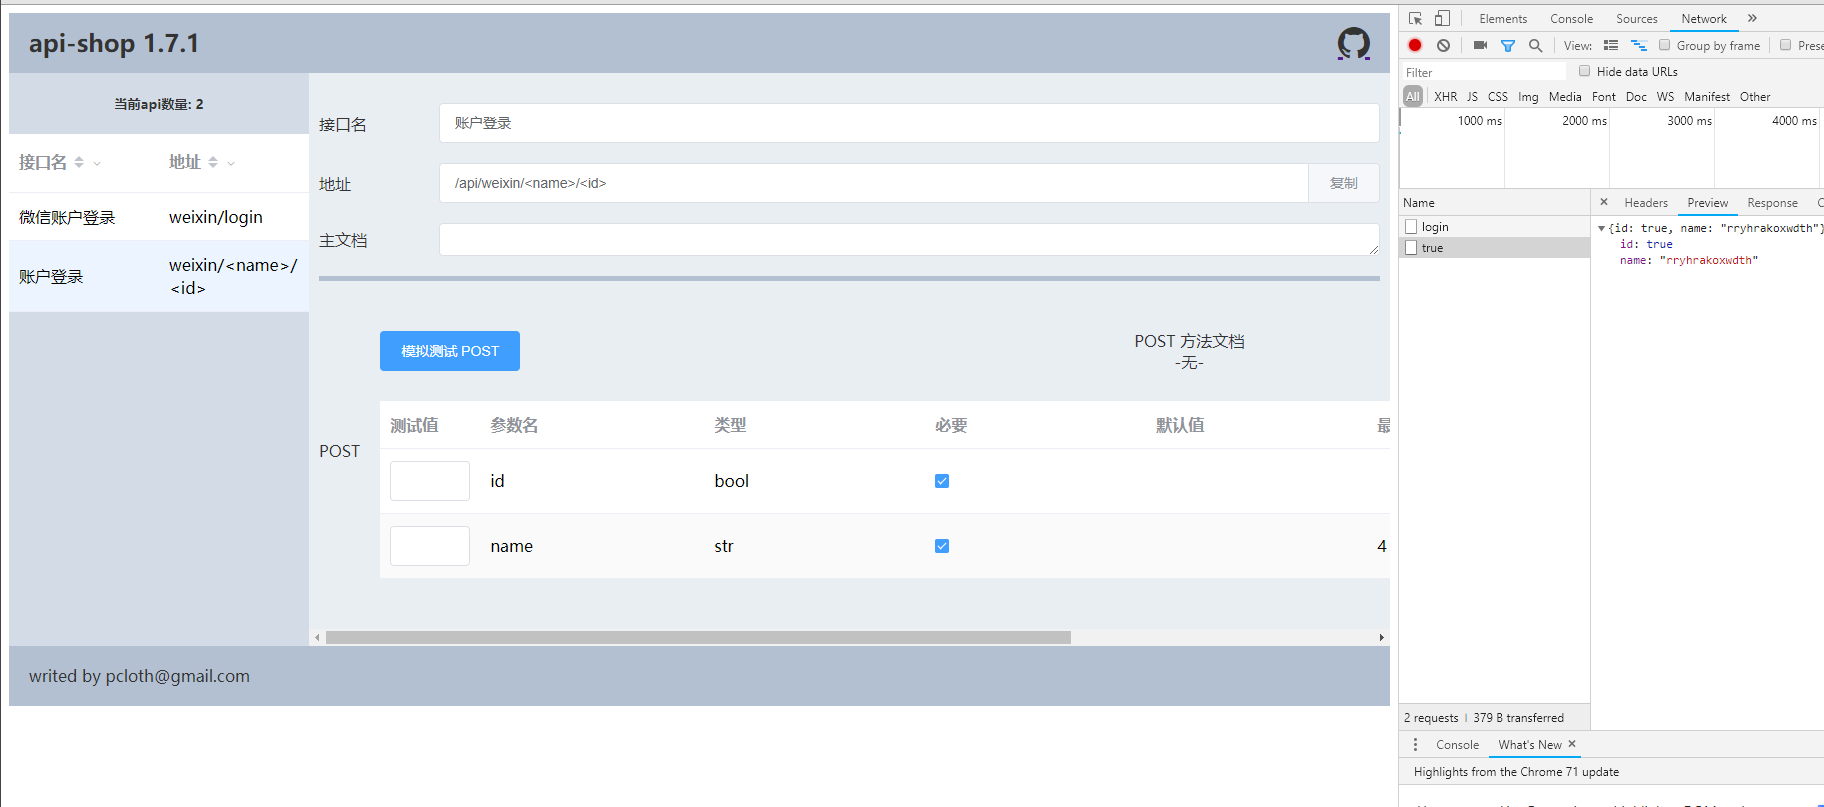 api-shop 1.7.1
当前api数量: 2
接口名
地址
微信账户登录
weixin/login
账户登录
weixin/<name>/
<id>
接口名
账户登录
地址
/api/weixin/<name>/<id>
复制
主文档
模拟测试 POST
POST 方法文档
-无-
POST
测试值
参数名
类型
必要
默认值
id
bool
name
str
4
writed by pcloth@gmail.com
Elements
Console
Sources
Network
View:
Group by frame
Prese
Filter
Hide data URLs
All
XHR
JS
CSS
Img
Media
Font
Doc
WS
Manifest
Other
1000 ms
2000 ms
3000 ms
4000 ms
Name
login
true
Headers
Preview
Response
C
{id: true, name: "rryhrakoxwdth"}
id: true
name: "rryhrakoxwdth"
2 requests
379 B transferred
Console
What's New
Highlights from the Chrome 71 update